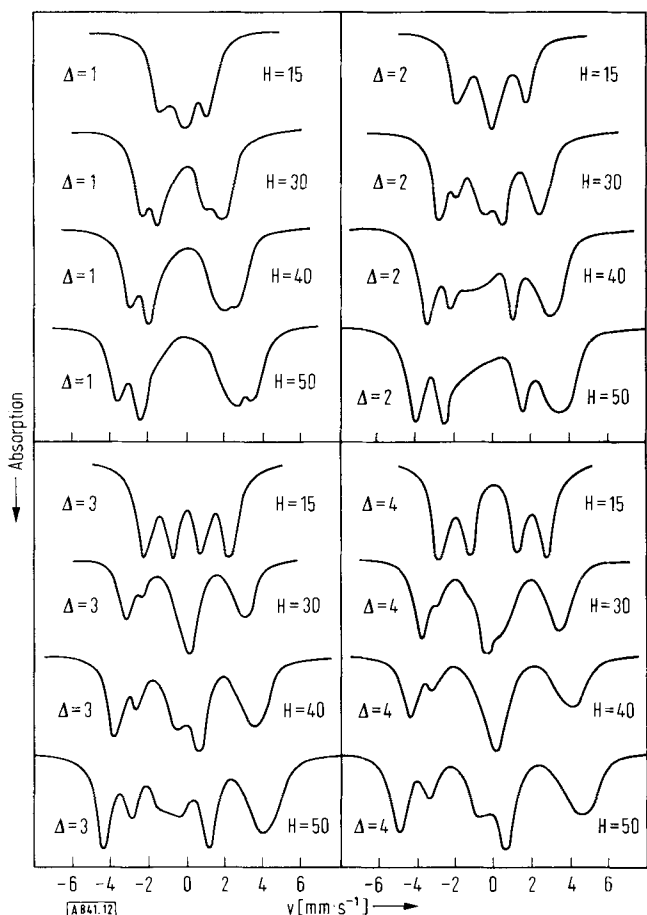 Δ=1 H=15
Δ=1 H=30
Δ=1 H=40
Δ=1 H=50
Δ=2 H=15
Δ=2 H=30
Δ=2 H=40
Δ=2 H=50
Absorption
Δ=3 H=15
Δ=3 H=30
Δ=3 H=40
Δ=3 H=50
Δ=4 H=15
Δ=4 H=30
Δ=4 H=40
Δ=4 H=50
-6 -4 -2 0 2 4 6 -6 -4 -2 0 2 4 6
A 841.12
v [mm·s⁻¹]